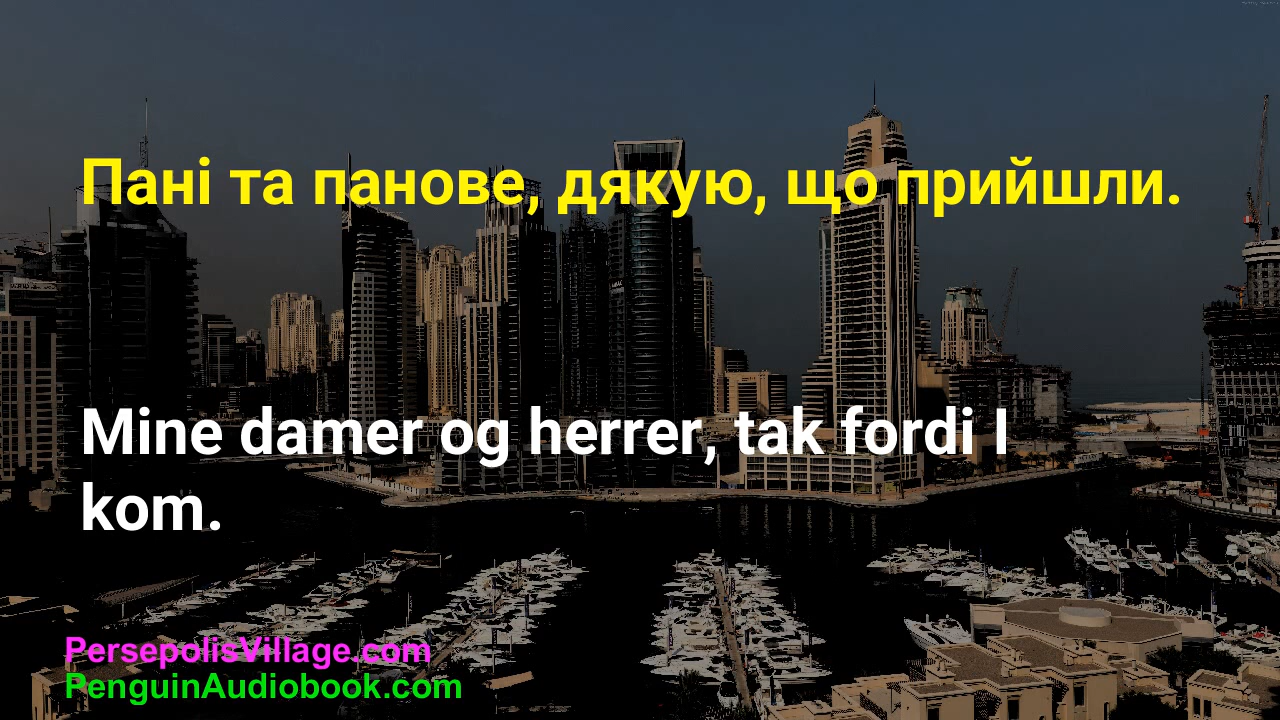 Пані та панове, дякую, що прийшли.
Mine damer og herrer, tak fordi I
kom.
PersepolisVillage.com
PenguinAudiobook.com